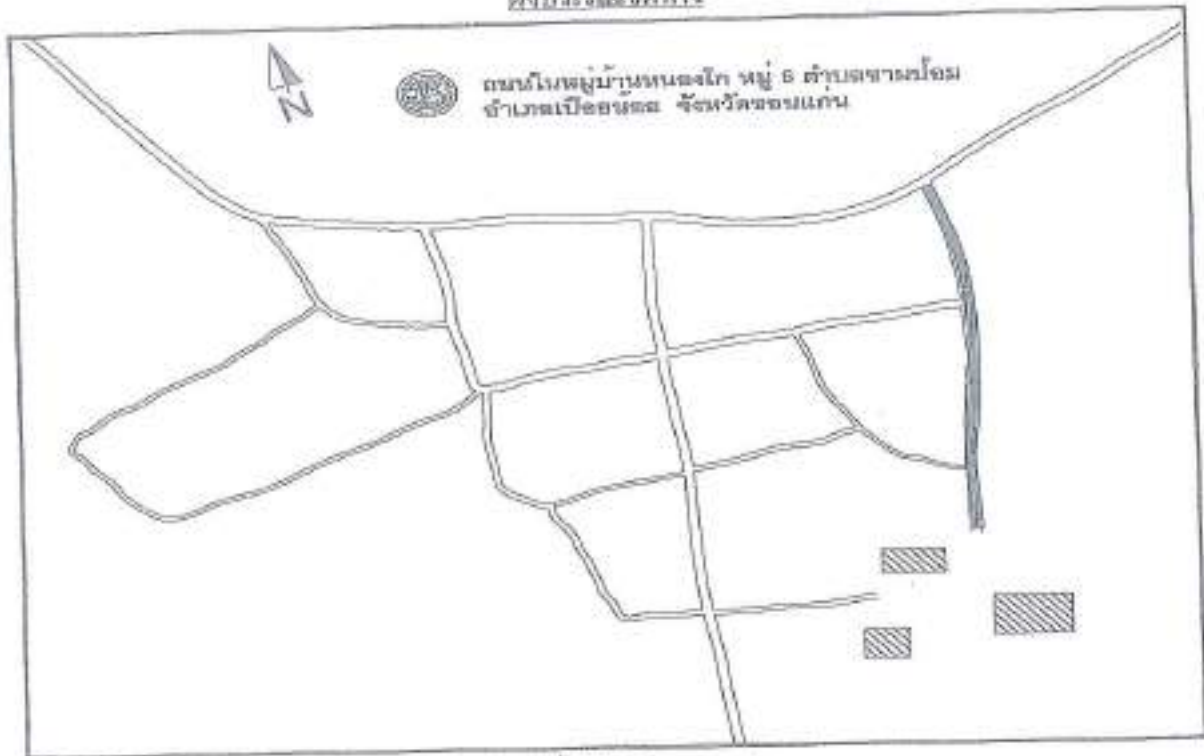 N
ถนนในหมู่บ้านหนองไก หมู่ 6 ตำบลขามป้อม
อำเภอเปือยน้อย จังหวัดขอนแก่น